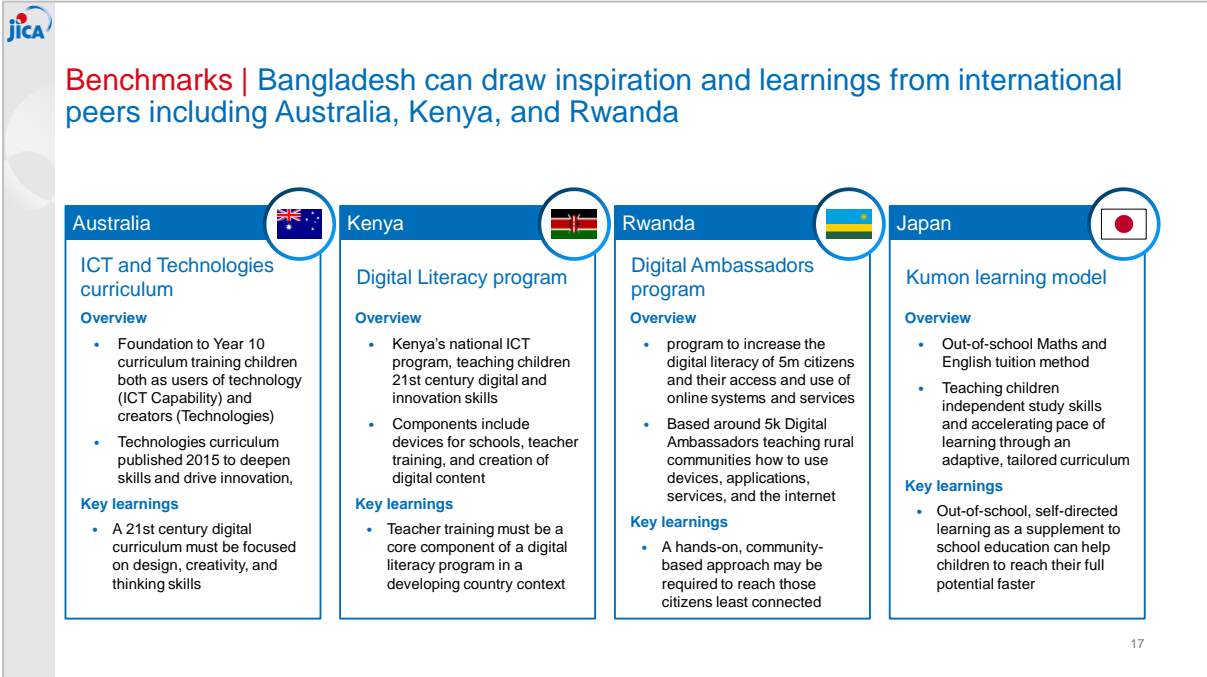 JICA
Benchmarks | Bangladesh can draw inspiration and learnings from international
peers including Australia, Kenya, and Rwanda
Australia
ICT and Technologies
curriculum
Overview
• Foundation to Year 10
curriculum training children
both as users of technology
(ICT Capability) and
creators (Technologies)
• Technologies curriculum
published 2015 to deepen
skills and drive innovation,
Key learnings
• A 21st century digital
curriculum must be focused
on design, creativity, and
thinking skills
Kenya
Digital Literacy program
Overview
• Kenya's national ICT
program, teaching children
21st century digital and
innovation skills
• Components include
devices for schools, teacher
training, and creation of
digital content
Key learnings
• Teacher training must be a
core component of a digital
literacy program in a
developing country context
Rwanda
Digital Ambassadors
program
Overview
• program to increase the
digital literacy of 5m citizens
and their access and use of
online systems and services
• Based around 5k Digital
Ambassadors teaching rural
communities how to use
devices, applications,
services, and the internet
Key learnings
• A hands-on, community-
based approach may be
required to reach those
citizens least connected
Japan
Kumon learning model
Overview
• Out-of-school Maths and
English tuition method
• Teaching children
independent study skills
and accelerating pace of
learning through an
adaptive, tailored curriculum
Key learnings
• Out-of-school, self-directed
learning as a supplement to
school education can help
children to reach their full
potential faster
17